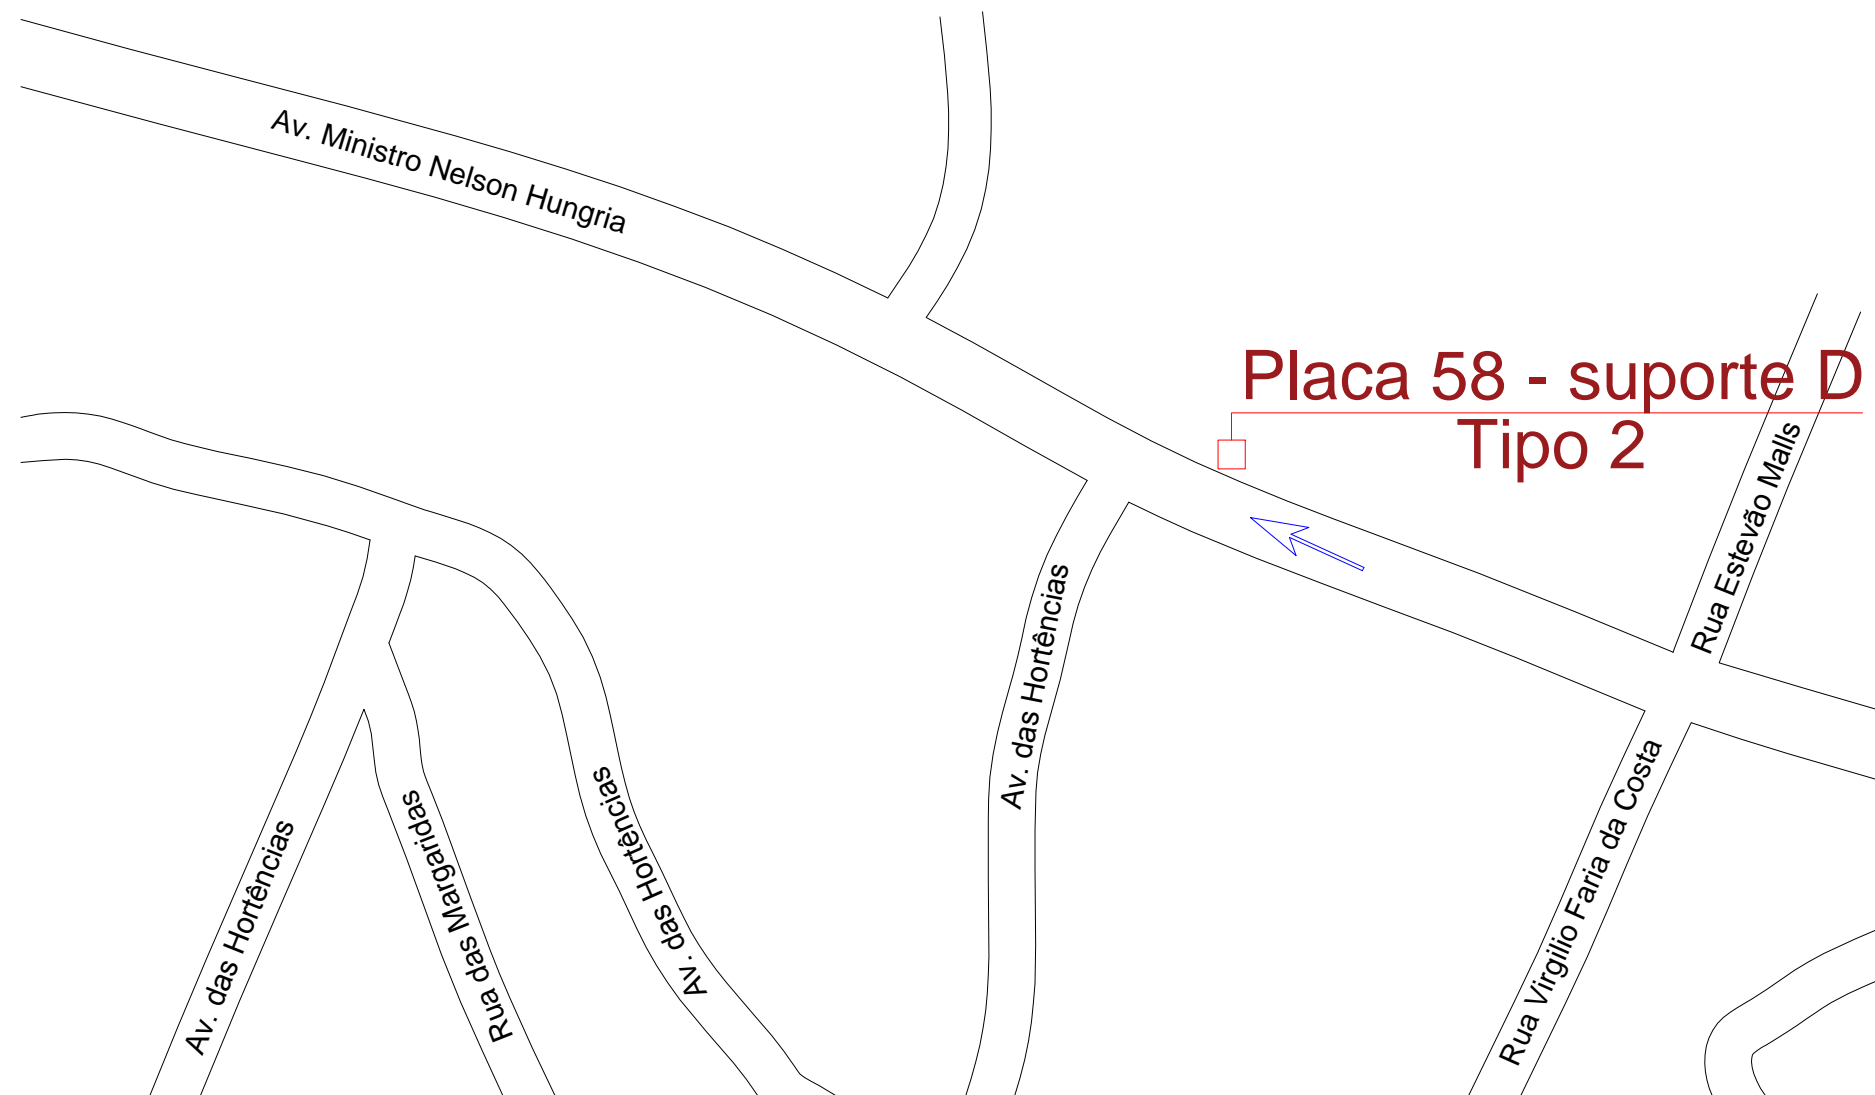 Av. Ministro Nelson Hungria
Placa 58 - suporte D
Tipo 2
Rua Estevão Malls
Av. das Hortências
Rua Virgilio Faria da Costa
Av. das Hortências
Rua das Margaridas
Av. das Hortências